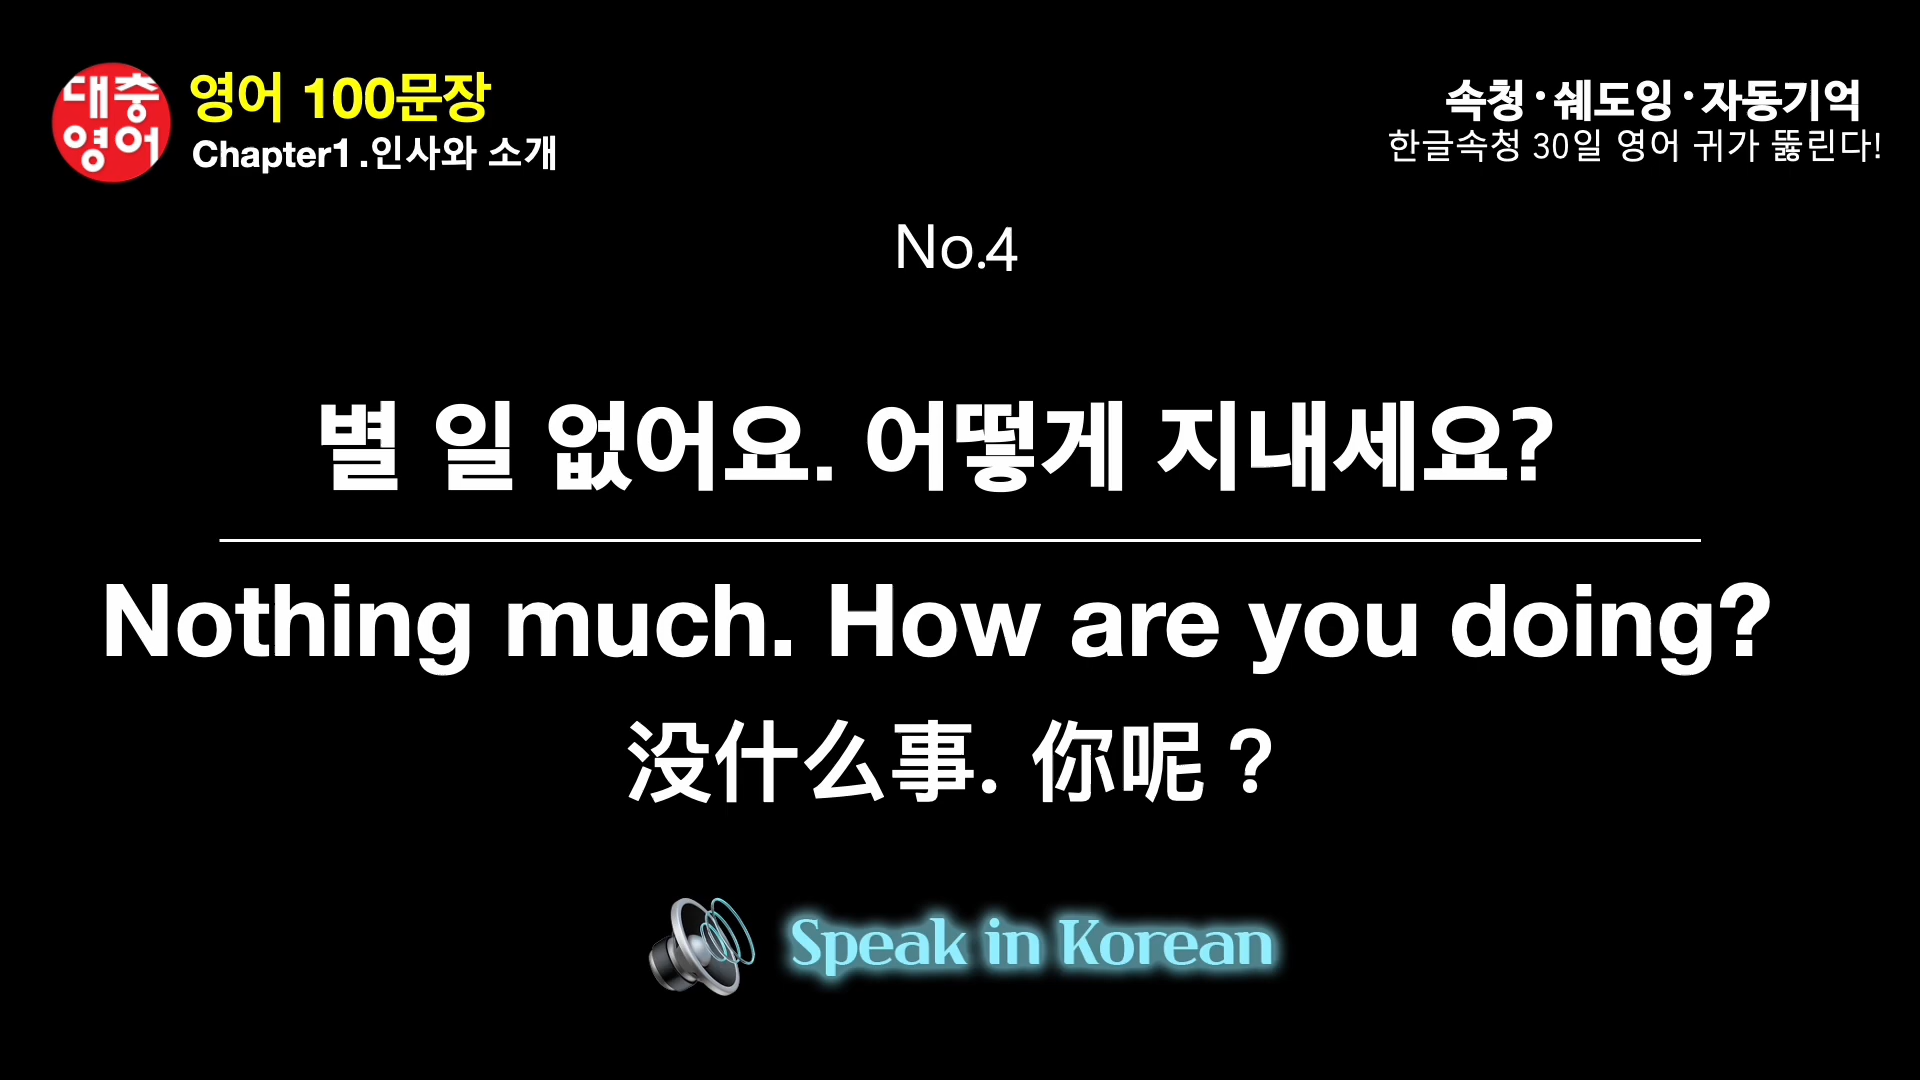 대충
영어
영어 100문장
Chapter1.인사와 소개
속청·쉐도잉·자동기억
한글속청 30일 영어 귀가 뚫린다!
No.4
별 일 없어요. 어떻게 지내세요?
Nothing much. How are you doing?
没什么事. 你呢？
Speak in Korean